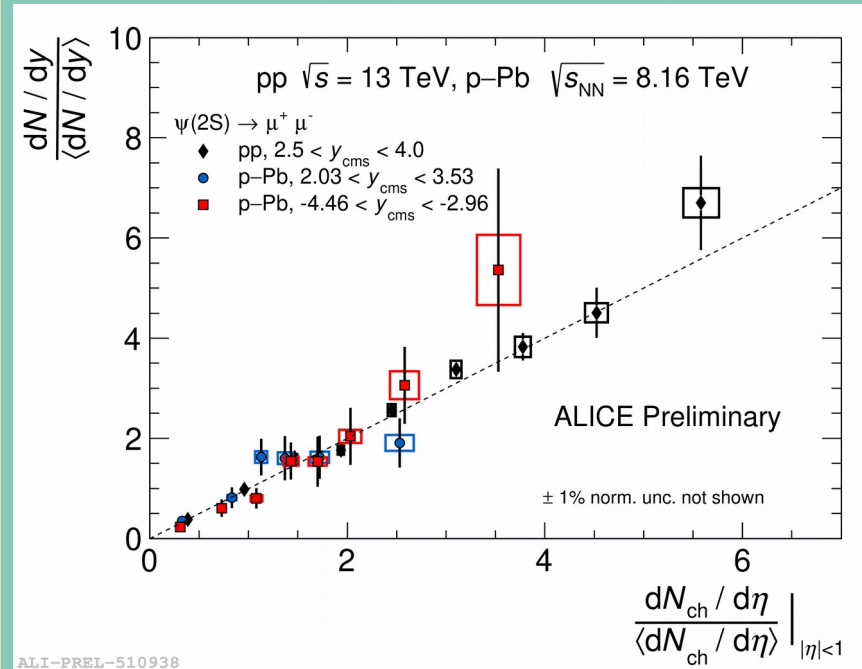 10
8
6
4
2
0
dN / dy
⟨dN / dy⟩
pp √s = 13 TeV, p–Pb √sNN = 8.16 TeV
ψ(2S) → μ+ μ-
pp, 2.5 < ycms < 4.0
p–Pb, 2.03 < ycms < 3.53
p–Pb, -4.46 < ycms < -2.96
ALICE Preliminary
± 1% norm. unc. not shown
0 2 4 6
dNch / dη
⟨dNch / dη⟩ | |η|<1
ALI-PREL-510938